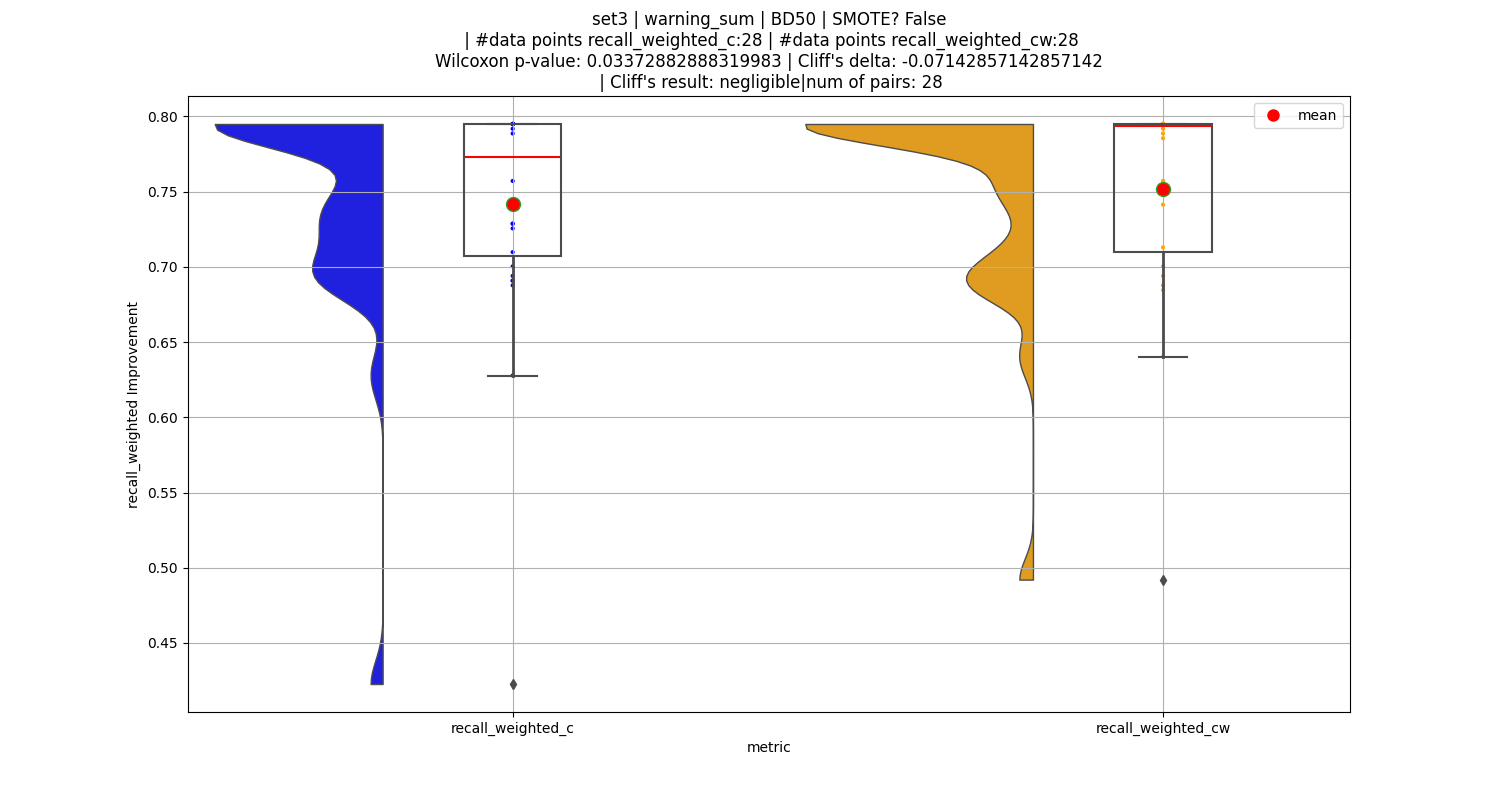 set3 | warning_sum | BD50 | SMOTE? False
| #data points recall_weighted_c:28 | #data points recall_weighted_cw:28
Wilcoxon p-value: 0.03372882888319983 | Cliff's delta: -0.07142857142857142
| Cliff's result: negligible|num of pairs: 28
mean
0.80
0.75
0.70
0.65
0.60
0.55
0.50
0.45
recall_weighted Improvement
recall_weighted_c
recall_weighted_cw
metric